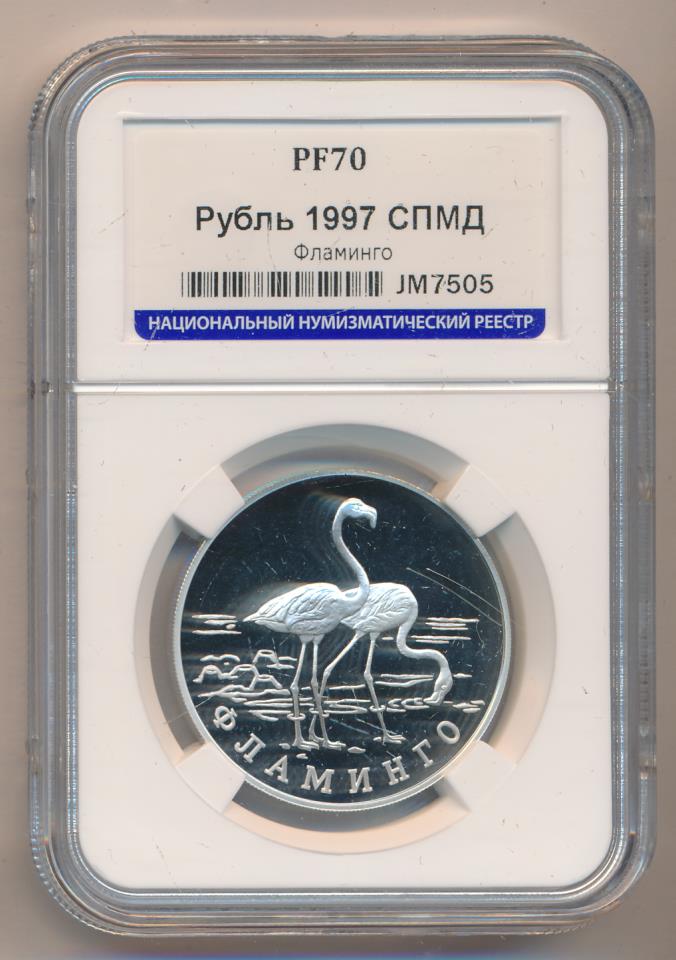 PF70
Рубль 1997 СПМД
Фламинго
JM7505
НАЦИОНАЛЬНЫЙ НУМИЗМАТИЧЕСКИЙ РЕЕСТР
ФЛАМИНГО